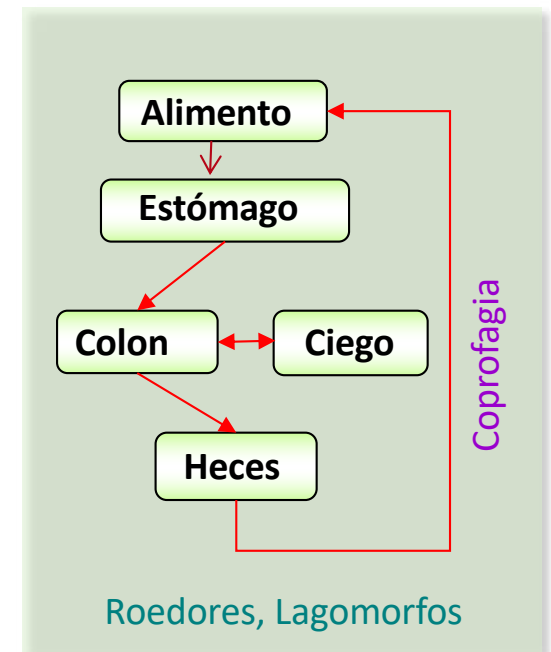 Alimento
Estómago
Colon
Ciego
Heces
Coprofagia
Roedores, Lagomorfos